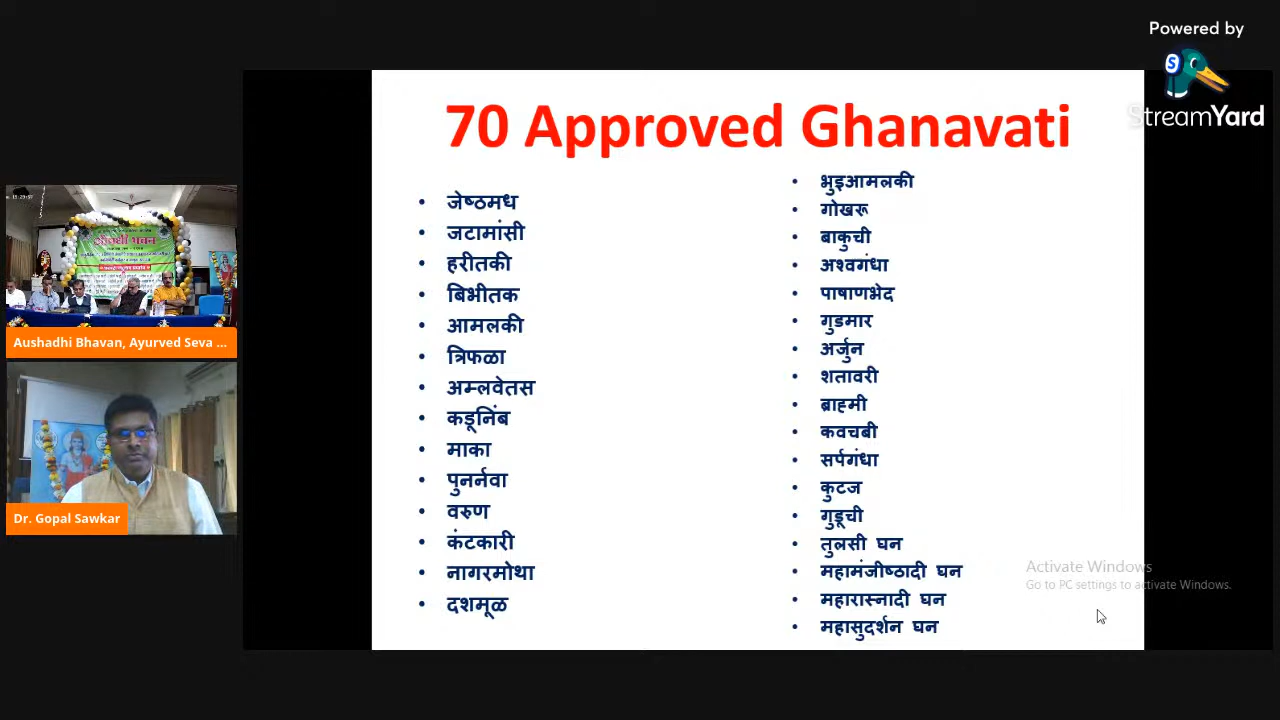 Powered by
StreamYard
70 Approved Ghanavati
• जेष्ठमध
• जटामांसी
• हरीतकी
• बिभीतक
• आमलकी
• त्रिफळा
• अम्लवेतस
• कडूनिंब
• माका
• पुनर्नवा
• वरुण
• कंटकारी
• नागरमोथा
• दशमूळ
• भुइआमलकी
• गोखरू
• बाकुची
• अश्वगंधा
• पाषाणभेद
• गुडमार
• अर्जुन
• शतावरी
• ब्राह्मी
• कवचबी
• सर्पगंधा
• कुटज
• गुडूची
• तुलसी घन
• महामंजीष्ठादी घन
• महारास्नादी घन
• महासुदर्शन घन
औषधी भवन
Aushadhi Bhavan, Ayurved Seva ...
Dr. Gopal Sawkar
Activate Windows
Go to PC settings to activate Windows.